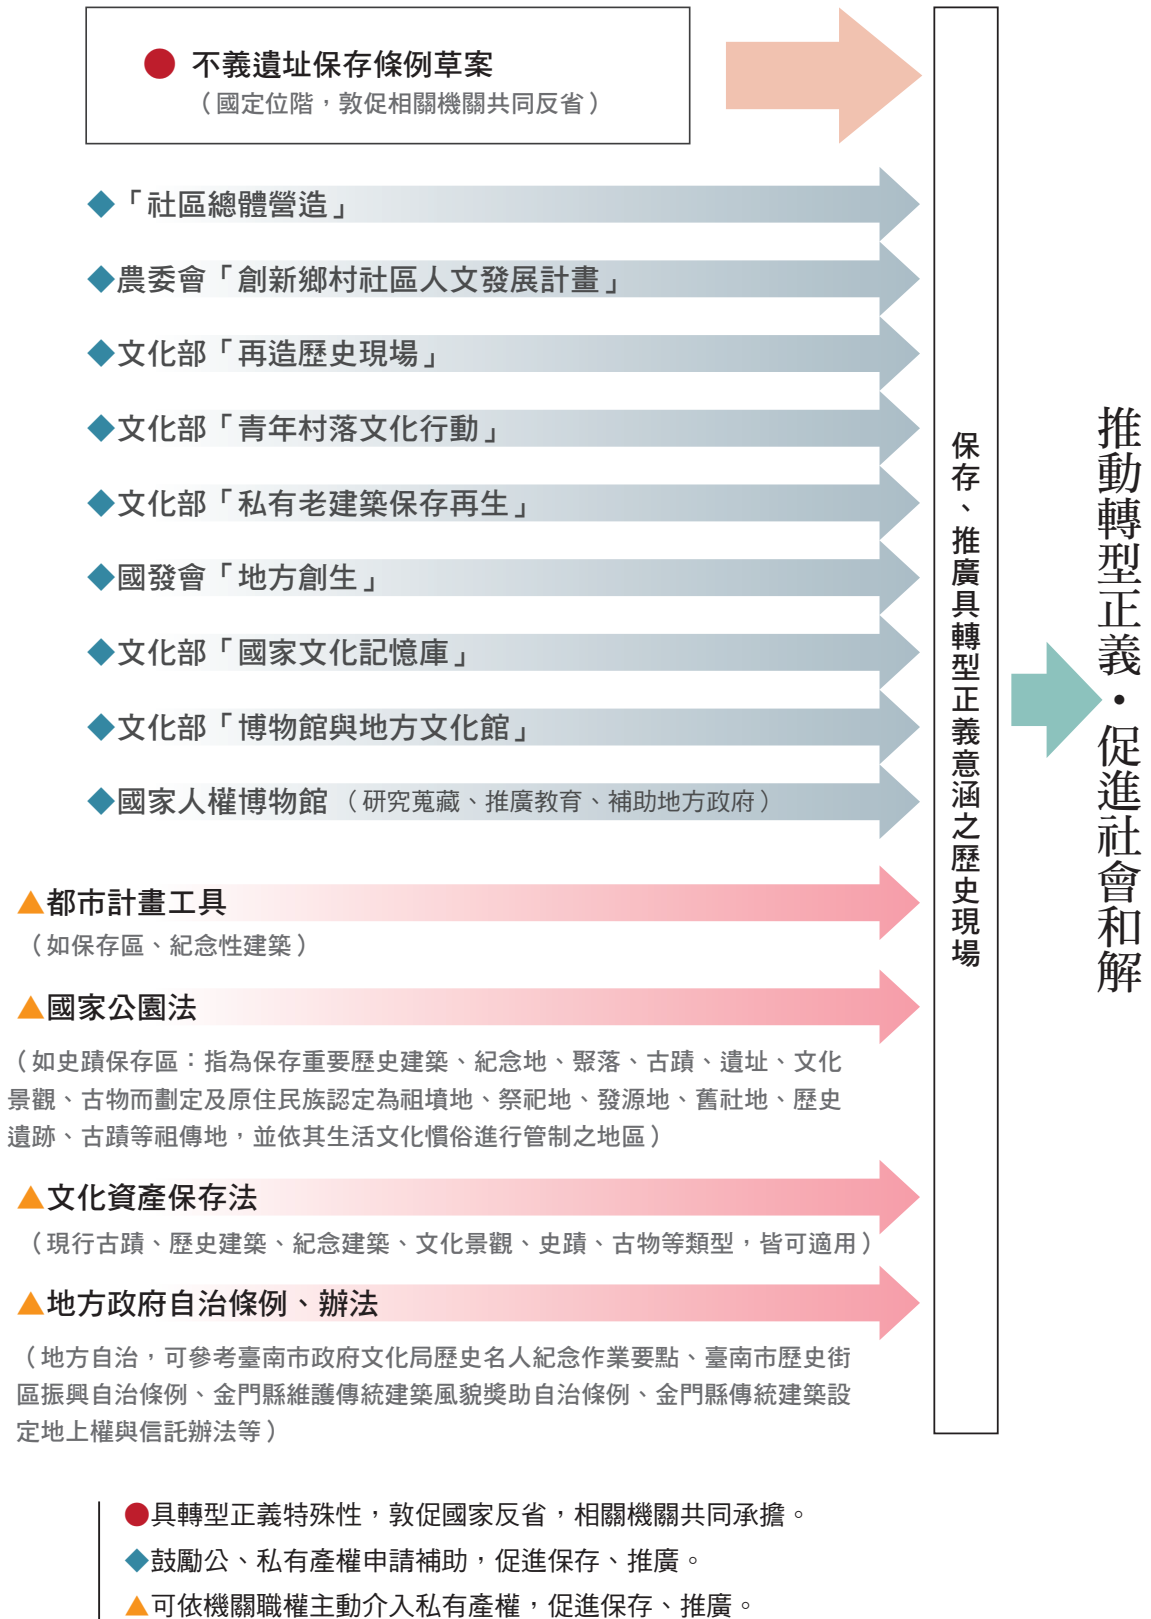 ●不義遺址保存條例草案
（國定位階，敦促相關機關共同反省）
◆「社區總體營造」
◆農委會「創新鄉村社區人文發展計畫」
◆文化部「再造歷史現場」
◆文化部「青年村落文化行動」
◆文化部「私有老建築保存再生」
◆國發會「地方創生」
◆文化部「國家文化記憶庫」
◆文化部「博物館與地方文化館」
◆國家人權博物館（研究蒐藏、推廣教育、補助地方政府）
▲都市計畫工具
（如保存區、紀念性建築）
▲國家公園法
（如史蹟保存區：指為保存重要歷史建築、紀念地、聚落、古蹟、遺址、文化
景觀、古物而劃定及原住民族認定為祖墳地、祭祀地、發源地、舊社地、歷史
遺跡、古蹟等祖傳地，並依其生活文化慣俗進行管制之地區）
▲文化資產保存法
（現行古蹟、歷史建築、紀念建築、文化景觀、史蹟、古物等類型，皆可適用）
▲地方政府自治條例、辦法
（地方自治，可參考臺南市政府文化局歷史名人紀念作業要點、臺南市歷史街
區振興自治條例、金門縣維護傳統建築風貌獎助自治條例、金門縣傳統建築設
定地上權與信託辦法等）
保存、推廣具轉型正義意涵之歷史現場
推動轉型正義・促進社會和解
●具轉型正義特殊性，敦促國家反省，相關機關共同承擔。
◆鼓勵公、私有產權申請補助，促進保存、推廣。
▲可依機關職權主動介入私有產權，促進保存、推廣。